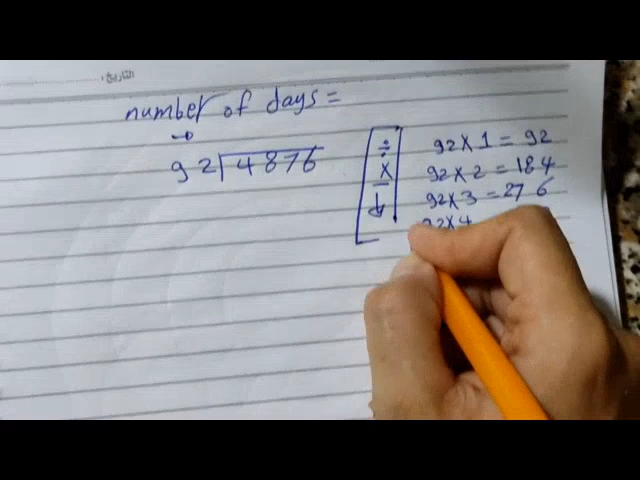 التاريخ:
number of days =
92 4876
÷
×
−
↓
92×1 = 92
92×2 = 184
92×3 = 276
92×4